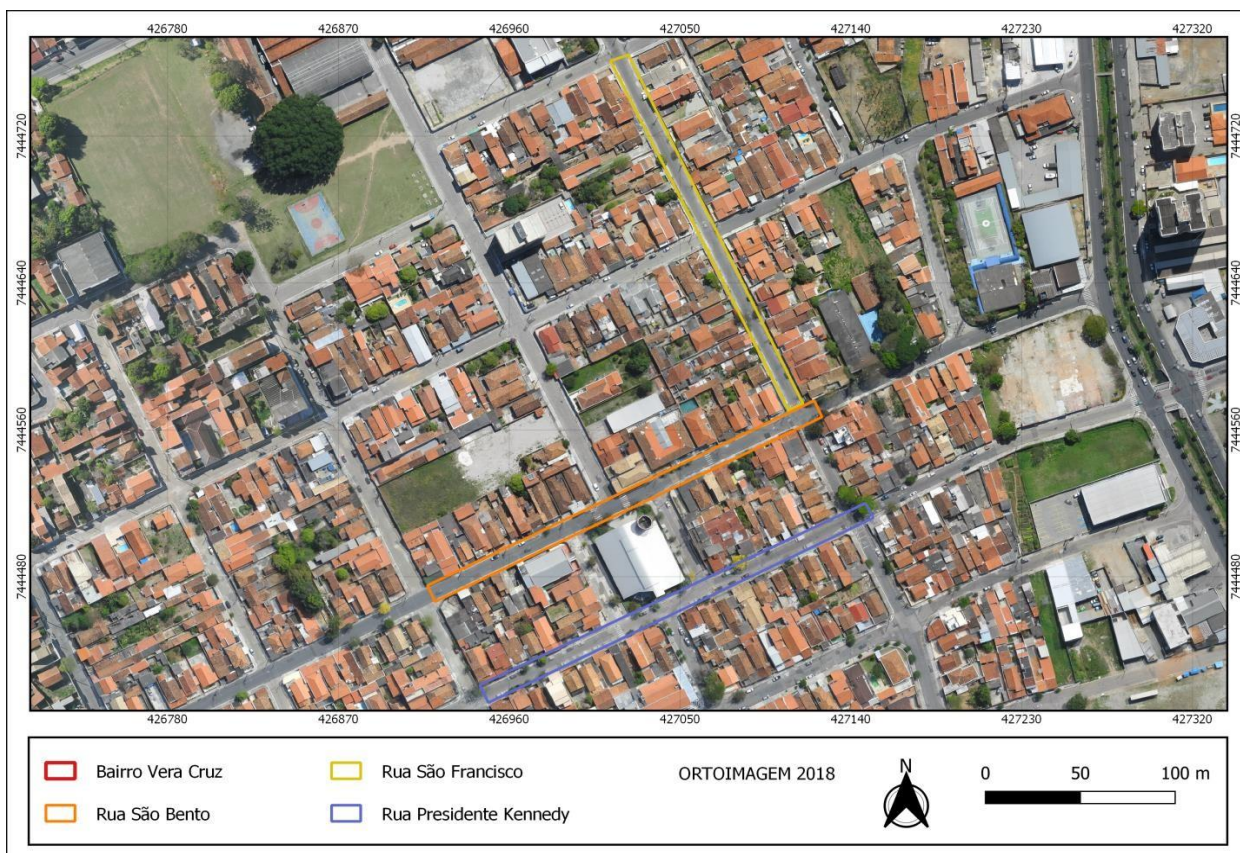 426780 426870 426960 427050 427140 427230 427320
7444720 7444720
7444640 7444640
7444560 7444560
7444480 7444480
426780 426870 426960 427050 427140 427230 427320
Bairro Vera Cruz Rua São Francisco ORTOIMAGEM 2018 N 0 50 100 m
Rua São Bento Rua Presidente Kennedy